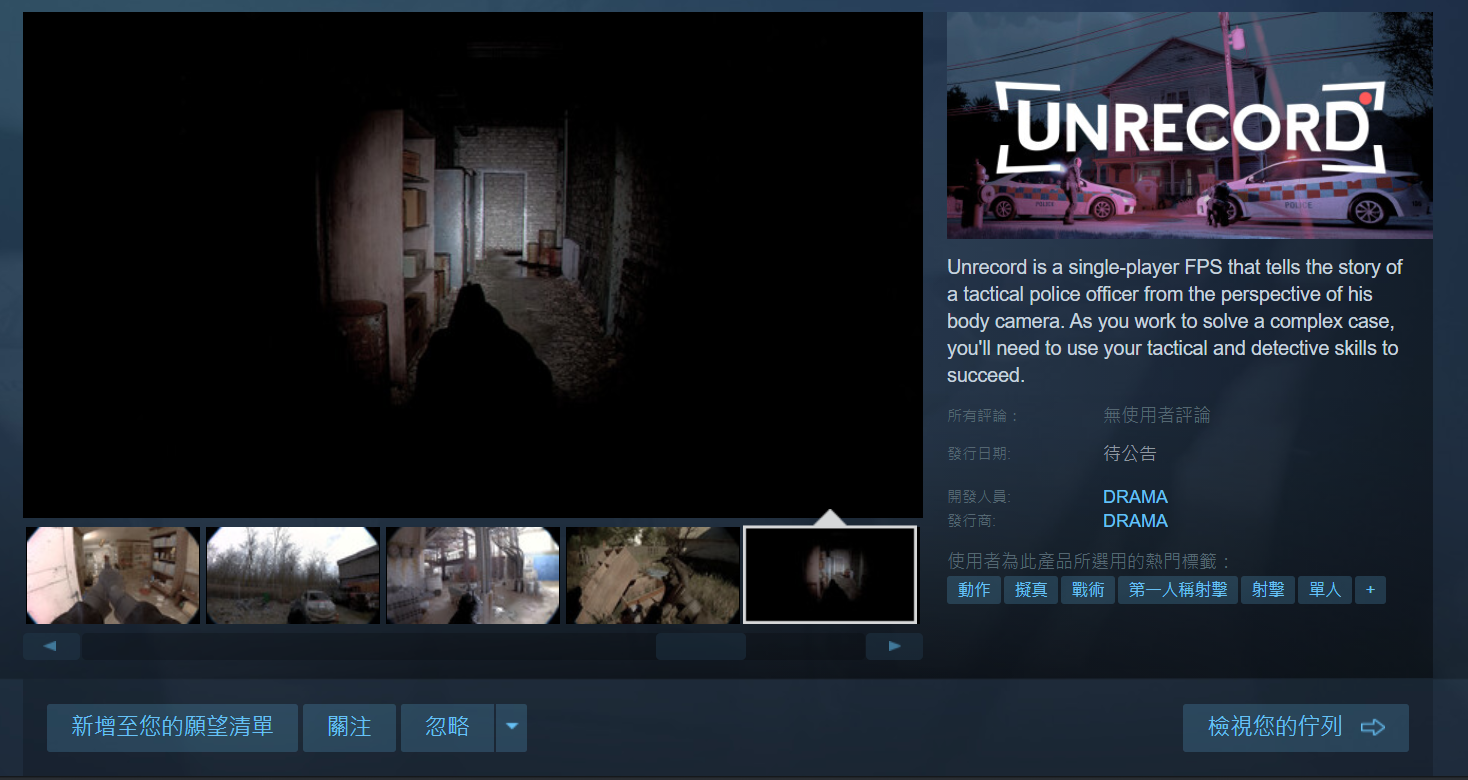 UNRECORD
POLICE
POLICE
Unrecord is a single-player FPS that tells the story of
a tactical police officer from the perspective of his
body camera. As you work to solve a complex case,
you'll need to use your tactical and detective skills to
succeed.
所有評論： 無使用者評論
發行日期: 待公告
開發人員: DRAMA
發行商: DRAMA
使用者為此產品所選用的熱門標籤：
動作 擬真 戰術 第一人稱射擊 射擊 單人 +
新增至您的願望清單 關注 忽略 檢視您的佇列